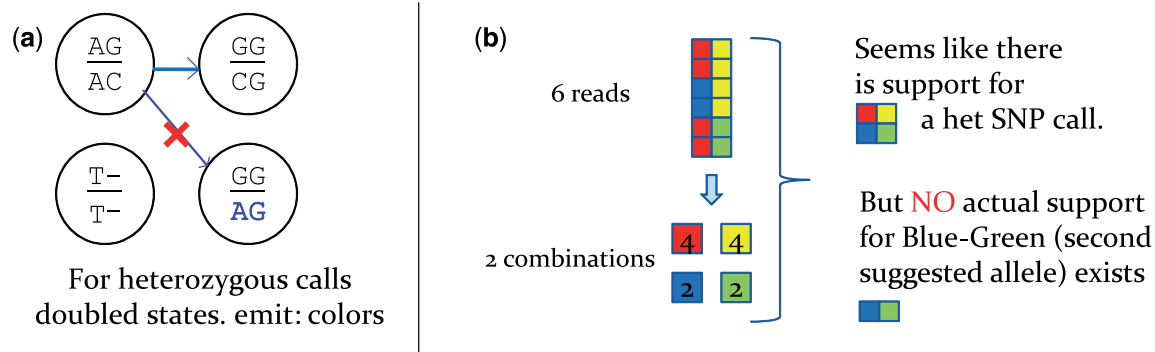 (a)
AG
AC
GG
CG
T-
T-
GG
AG
For heterozygous calls
doubled states. emit: colors
(b)
6 reads
2 combinations
4 4
2 2
Seems like there
is support for
a het SNP call.
But NO actual support
for Blue-Green (second
suggested allele) exists